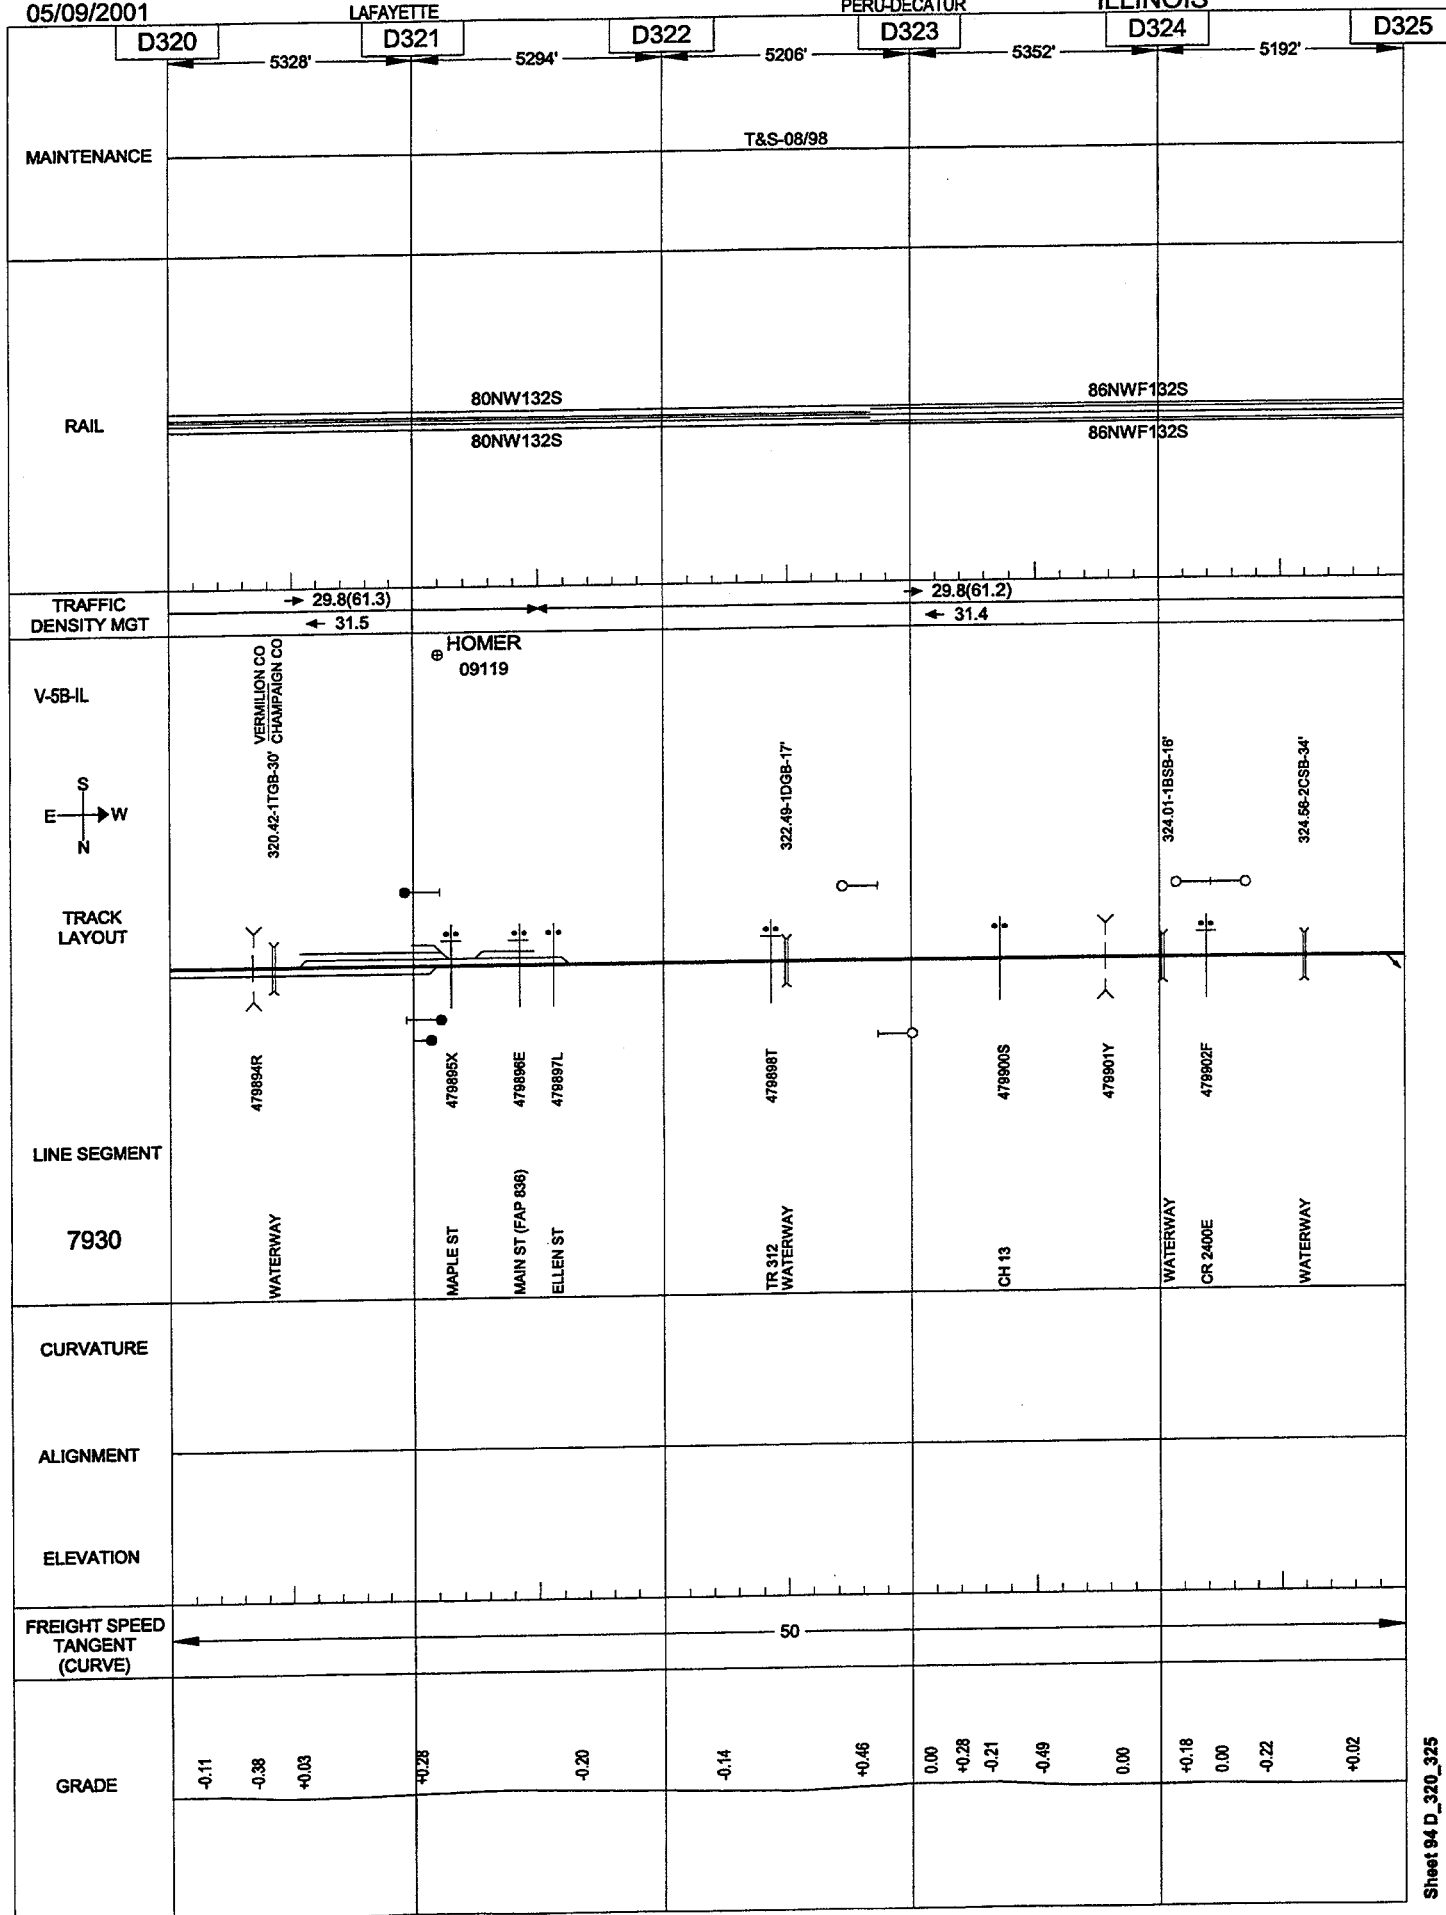 05/09/2001 LAFAYETTE PERU-DECATUR ILLINOIS
D320 D321 D322 D323 D324 D325
5328' 5294' 5206' 5352' 5192'
MAINTENANCE
T&S-08/98
RAIL
80NW132S 86NWF132S
80NW132S 86NWF132S
TRAFFIC
DENSITY MGT
29.8(61.3) 29.8(61.2)
31.5 31.4
HOMER
09119
V-5B-IL
VERMILION CO
CHAMPAIGN CO
320.42-1TGB-30'
322.49-1DGB-17'
324.01-1BSB-16'
324.56-2CSB-34'
S
E W
N
TRACK
LAYOUT
479894R
479895X
479896E
479897L
479898T
479900S
479901Y
479902F
LINE SEGMENT
7930
WATERWAY
MAPLE ST
MAIN ST (FAP 836)
ELLEN ST
TR 312
WATERWAY
CH 13
WATERWAY
CR 2400E
WATERWAY
CURVATURE
ALIGNMENT
ELEVATION
FREIGHT SPEED
TANGENT
(CURVE)
50
GRADE
-0.11
-0.38
+0.03
+0.28
-0.20
-0.14
+0.46
0.00
+0.28
-0.21
-0.49
0.00
+0.18
0.00
-0.22
+0.02
Sheet 94 D_320_325